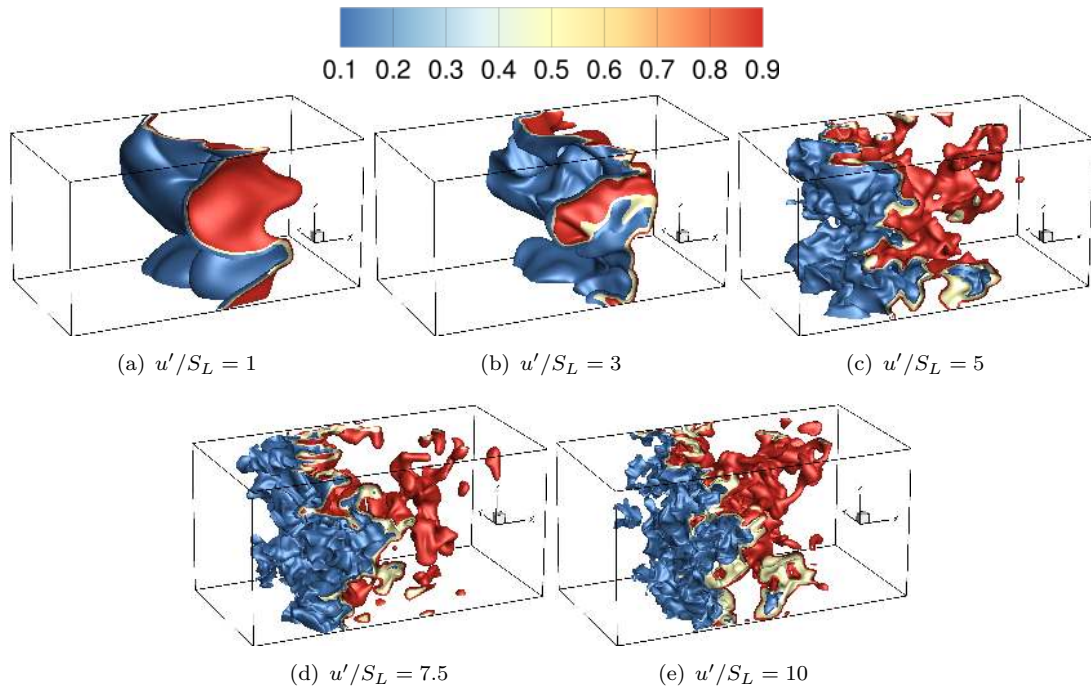 0.1 0.2 0.3 0.4 0.5 0.6 0.7 0.8 0.9
(a) u′/S_L = 1
(b) u′/S_L = 3
(c) u′/S_L = 5
(d) u′/S_L = 7.5
(e) u′/S_L = 10